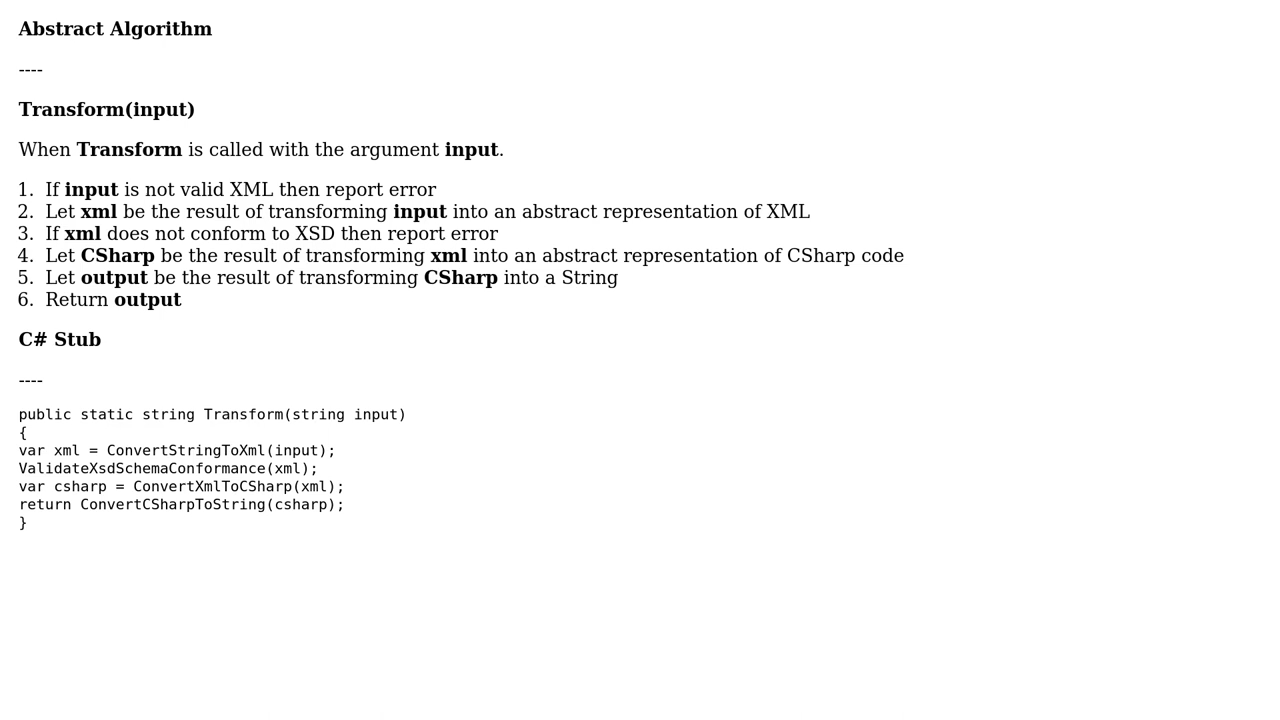 Abstract Algorithm
----
Transform(input)
When Transform is called with the argument input.
1. If input is not valid XML then report error
2. Let xml be the result of transforming input into an abstract representation of XML
3. If xml does not conform to XSD then report error
4. Let CSharp be the result of transforming xml into an abstract representation of CSharp code
5. Let output be the result of transforming CSharp into a String
6. Return output
C# Stub
----
public static string Transform(string input)
{
var xml = ConvertStringToXml(input);
ValidateXsdSchemaConformance(xml);
var csharp = ConvertXmlToCSharp(xml);
return ConvertCSharpToString(csharp);
}